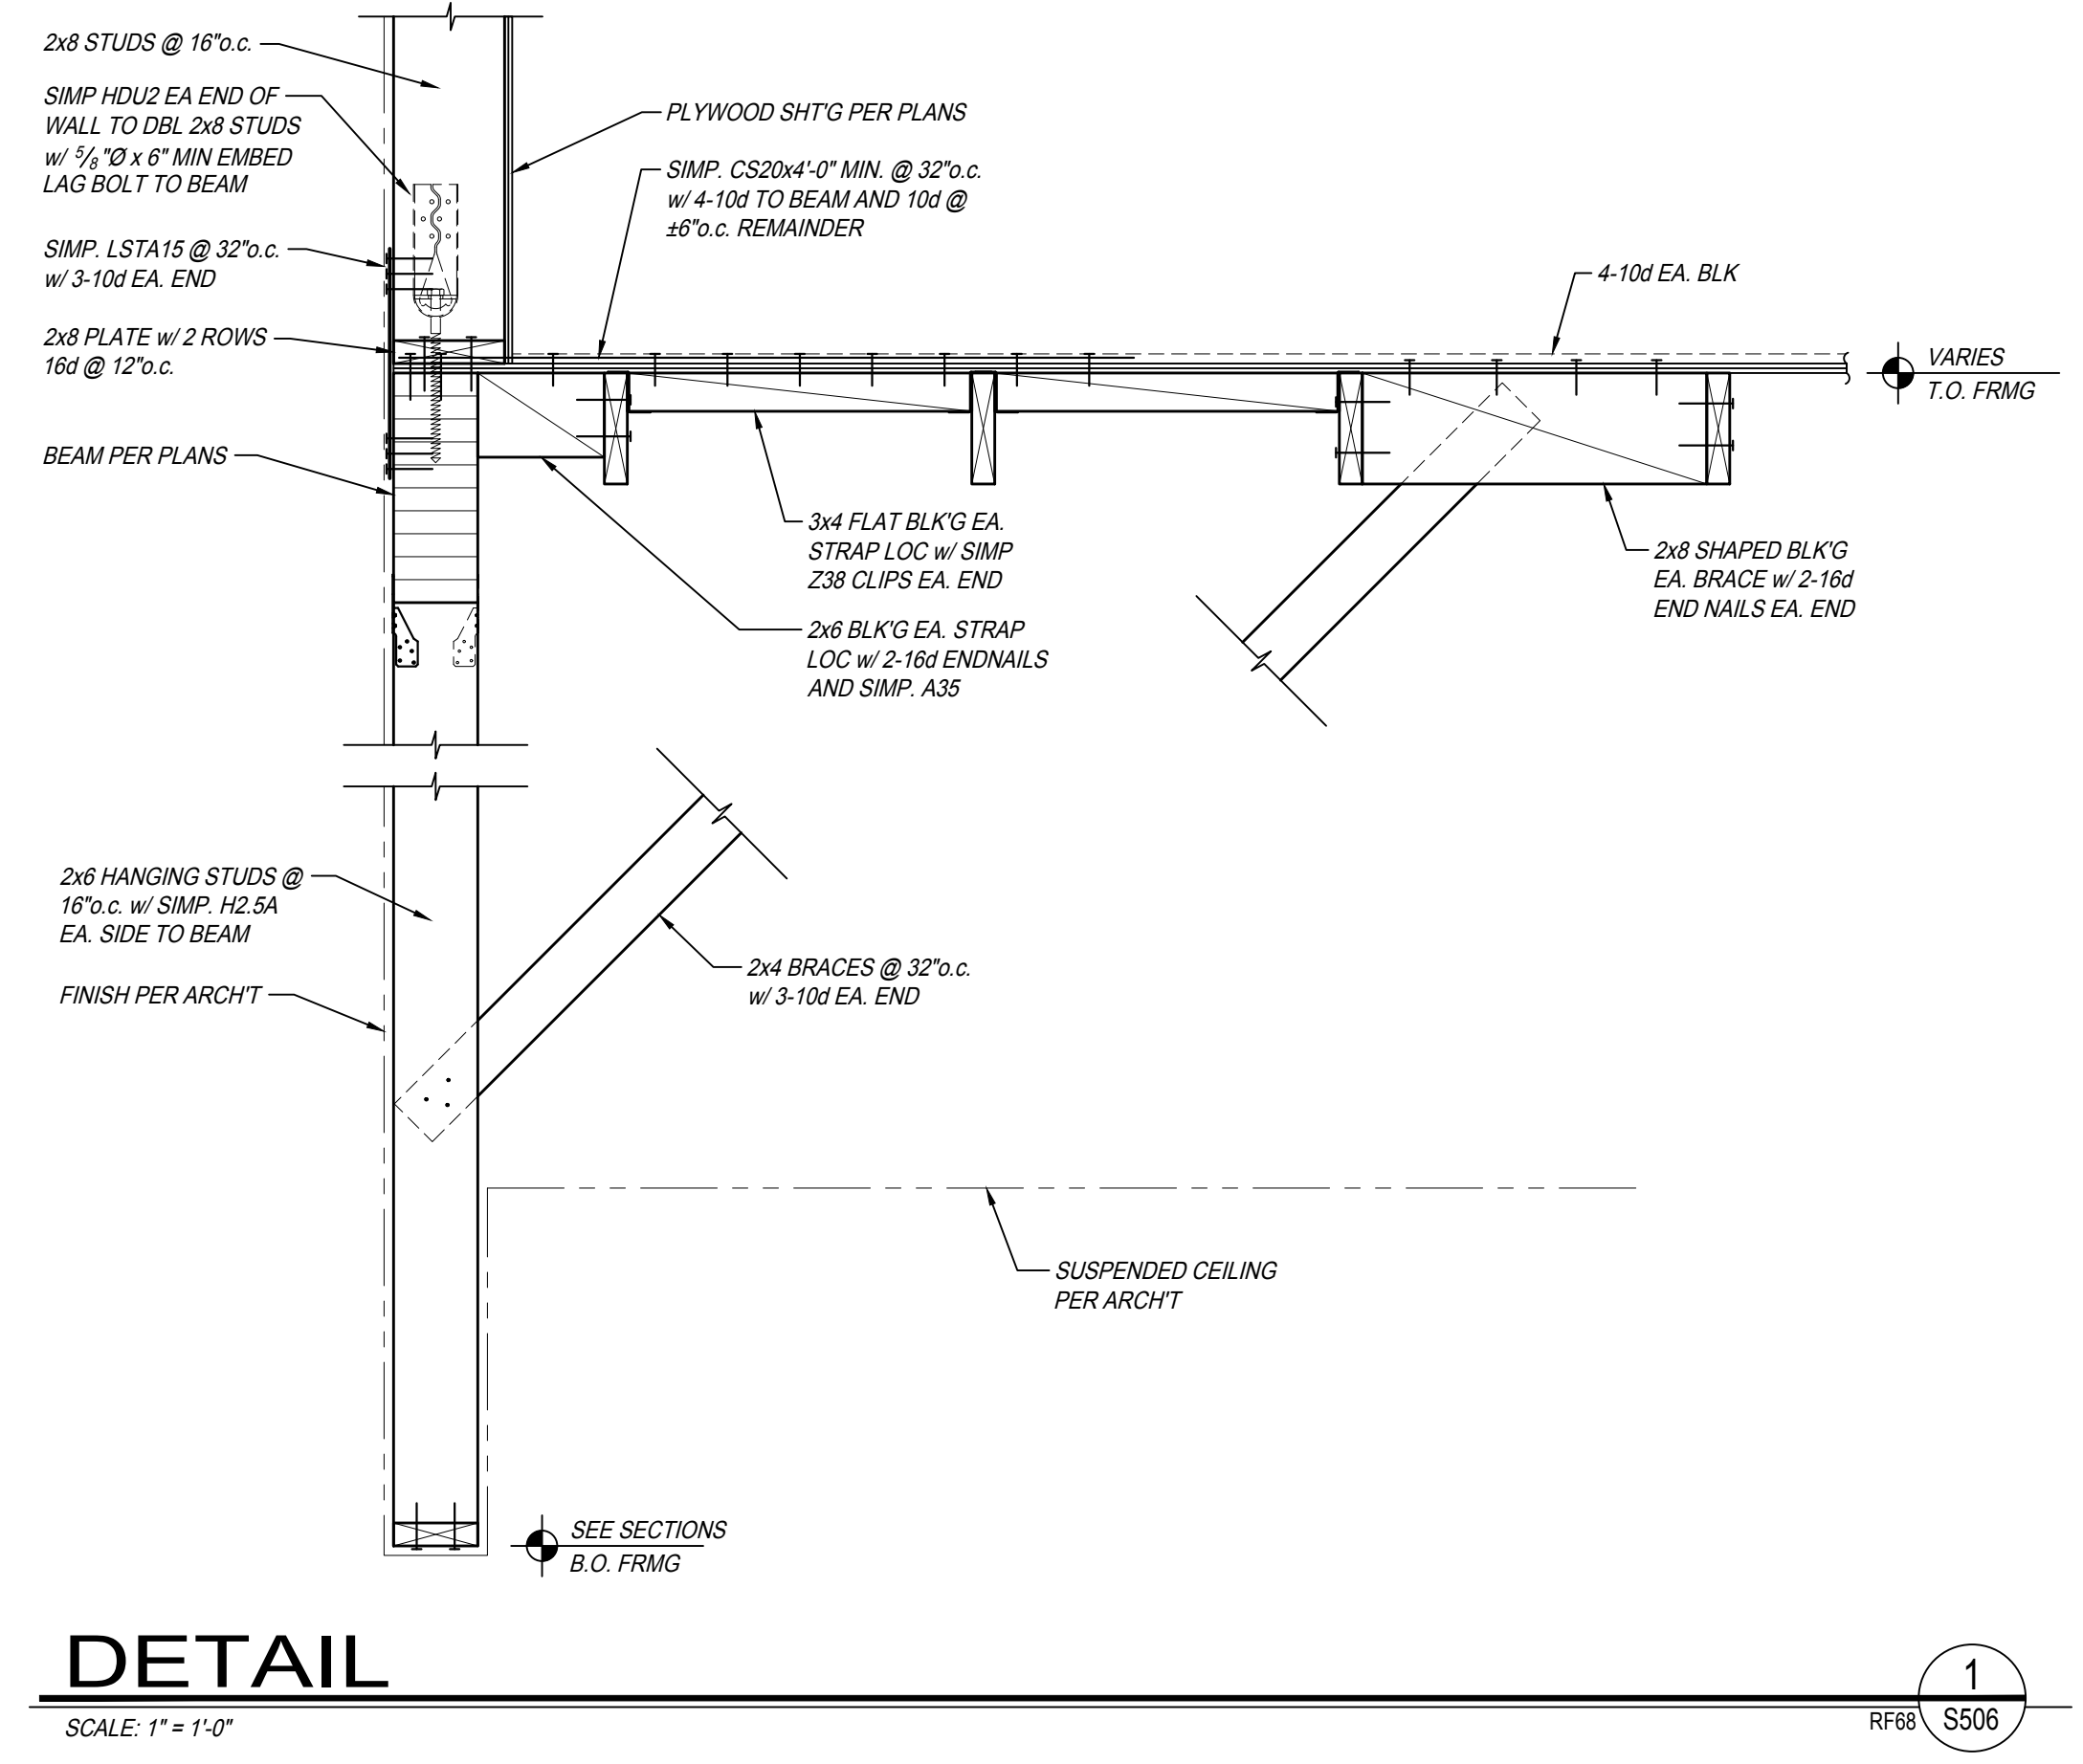 2x8 STUDS @ 16"o.c.
SIMP HDU2 EA END OF
WALL TO DBL 2x8 STUDS
w/ 5/8"Ø x 6" MIN EMBED
LAG BOLT TO BEAM
SIMP. LSTA15 @ 32"o.c.
w/ 3-10d EA. END
2x8 PLATE w/ 2 ROWS
16d @ 12"o.c.
BEAM PER PLANS
PLYWOOD SHT'G PER PLANS
SIMP. CS20x4'-0" MIN. @ 32"o.c.
w/ 4-10d TO BEAM AND 10d @
±6"o.c. REMAINDER
4-10d EA. BLK
VARIES
T.O. FRMG
3x4 FLAT BLK'G EA.
STRAP LOC w/ SIMP
Z38 CLIPS EA. END
2x6 BLK'G EA. STRAP
LOC w/ 2-16d ENDNAILS
AND SIMP. A35
2x8 SHAPED BLK'G
EA. BRACE w/ 2-16d
END NAILS EA. END
2x6 HANGING STUDS @
16"o.c. w/ SIMP. H2.5A
EA. SIDE TO BEAM
FINISH PER ARCH'T
2x4 BRACES @ 32"o.c.
w/ 3-10d EA. END
SUSPENDED CEILING
PER ARCH'T
SEE SECTIONS
B.O. FRMG
DETAIL
SCALE: 1" = 1'-0"
1
RF68
S506